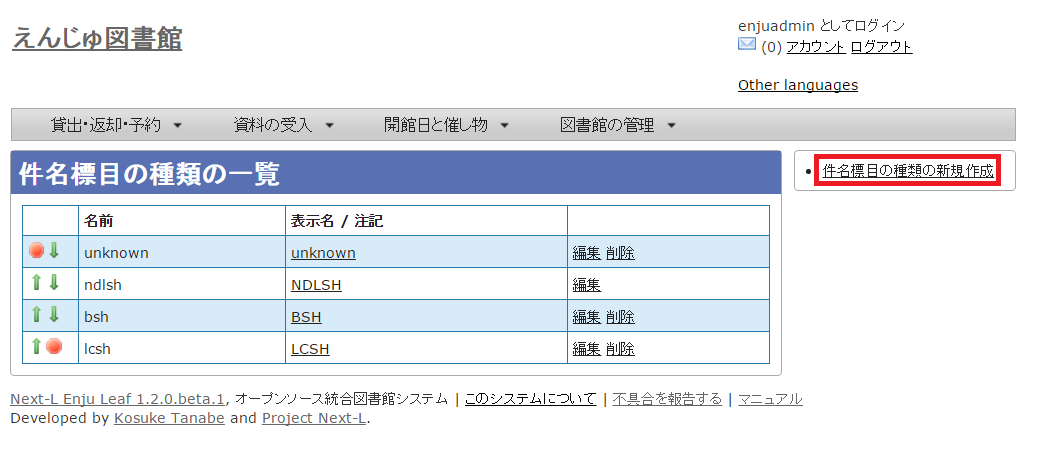 えんじゅ図書館
enjuadmin としてログイン
(0) アカウント ログアウト
Other languages
貸出・返却・予約 資料の受入 開館日と催し物 図書館の管理
件名標目の種類の一覧
件名標目の種類の新規作成
名前 表示名 / 注記
unknown unknown 編集 削除
ndlsh NDLSH 編集
bsh BSH 編集 削除
lcsh LCSH 編集 削除
Next-L Enju Leaf 1.2.0.beta.1, オープンソース統合図書館システム | このシステムについて | 不具合を報告する | マニュアル
Developed by Kosuke Tanabe and Project Next-L.